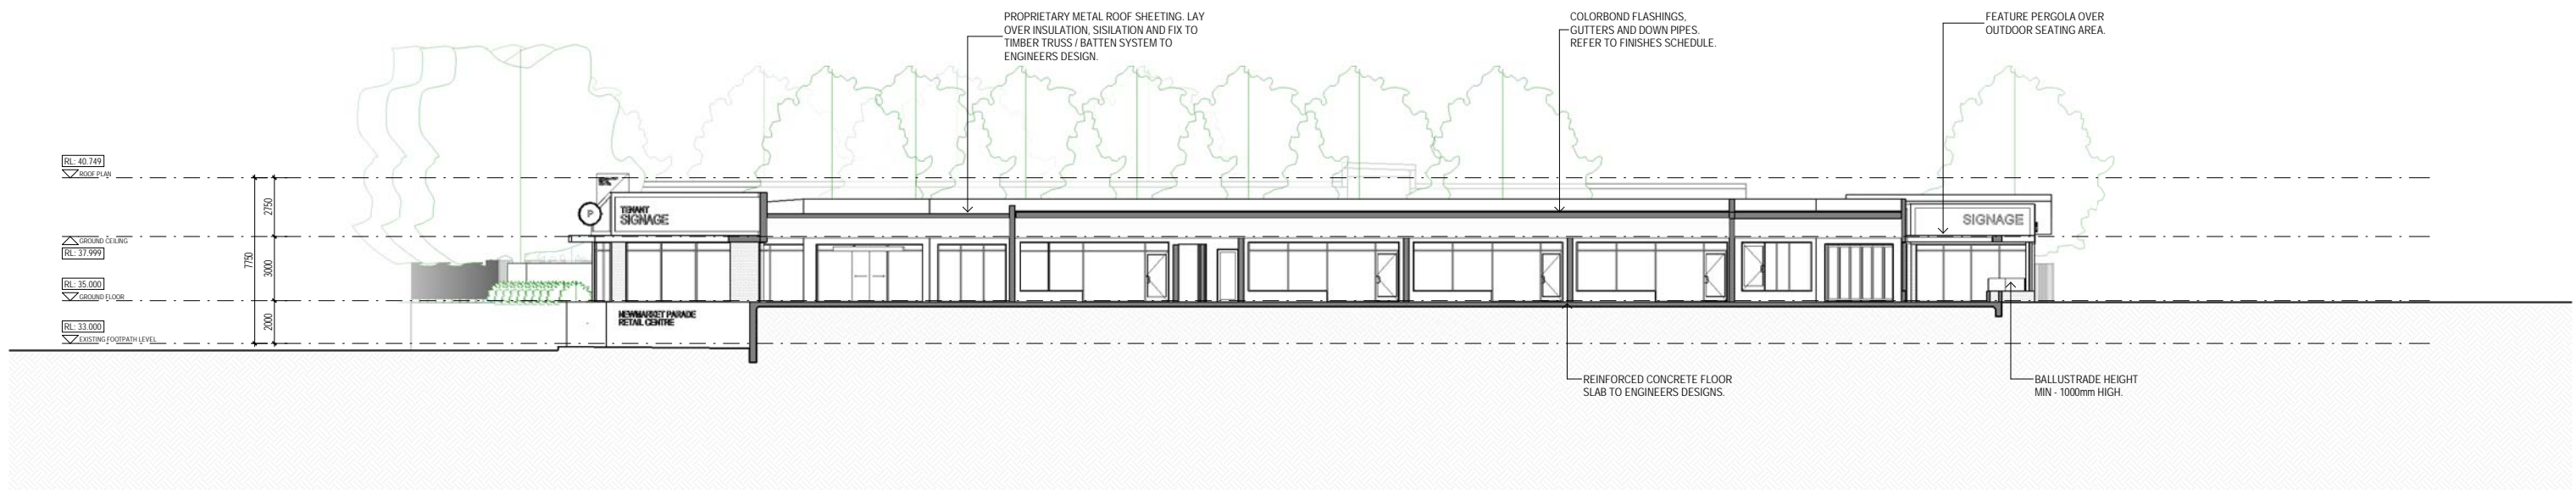 PROPRIETARY METAL ROOF SHEETING. LAY
OVER INSULATION, SISILATION AND FIX TO
TIMBER TRUSS / BATTEN SYSTEM TO
ENGINEERS DESIGN.
COLORBOND FLASHINGS,
GUTTERS AND DOWN PIPES.
REFER TO FINISHES SCHEDULE.
FEATURE PERGOLA OVER
OUTDOOR SEATING AREA.
RL: 40.749
ROOF PLAN
2750
P
TENANT
SIGNAGE
SIGNAGE
GROUND CEILING
RL: 37.999
7750
3000
RL: 35.000
GROUND FLOOR
2000
NEWMARKET PARADE
RETAIL CENTRE
RL: 33.000
EXISTING FOOTPATH LEVEL
REINFORCED CONCRETE FLOOR
SLAB TO ENGINEERS DESIGNS.
BALLUSTRADE HEIGHT
MIN - 1000mm HIGH.